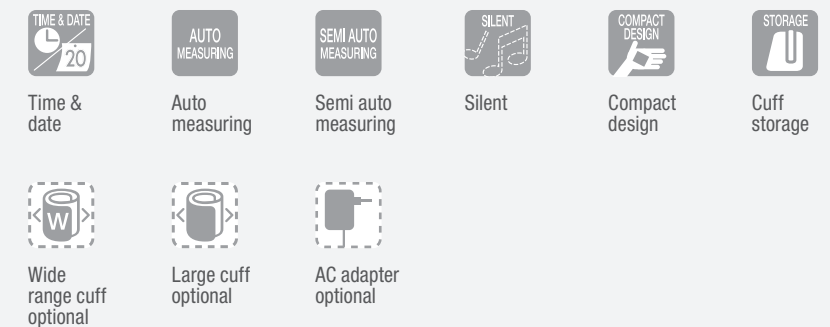 TIME & DATE
20
AUTO
MEASURING
SEMI AUTO
MEASURING
SILENT
COMPACT
DESIGN
STORAGE
Time &
date
Auto
measuring
Semi auto
measuring
Silent
Compact
design
Cuff
storage
W
Wide
range cuff
optional
Large cuff
optional
AC adapter
optional